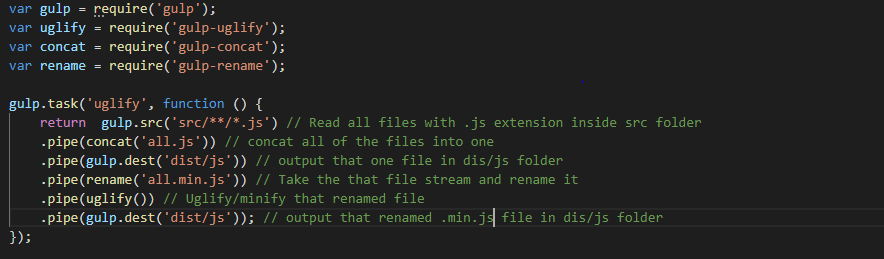 var gulp = require('gulp');
var uglify = require('gulp-uglify');
var concat = require('gulp-concat');
var rename = require('gulp-rename');

gulp.task('uglify', function () {
    return  gulp.src('src/**/*.js') // Read all files with .js extension inside src folder
    .pipe(concat('all.js')) // concat all of the files into one
    .pipe(gulp.dest('dist/js')) // output that one file in dis/js folder
    .pipe(rename('all.min.js')) // Take the that file stream and rename it
    .pipe(uglify()) // Uglify/minify that renamed file
    .pipe(gulp.dest('dist/js')); // output that renamed .min.js file in dis/js folder
});